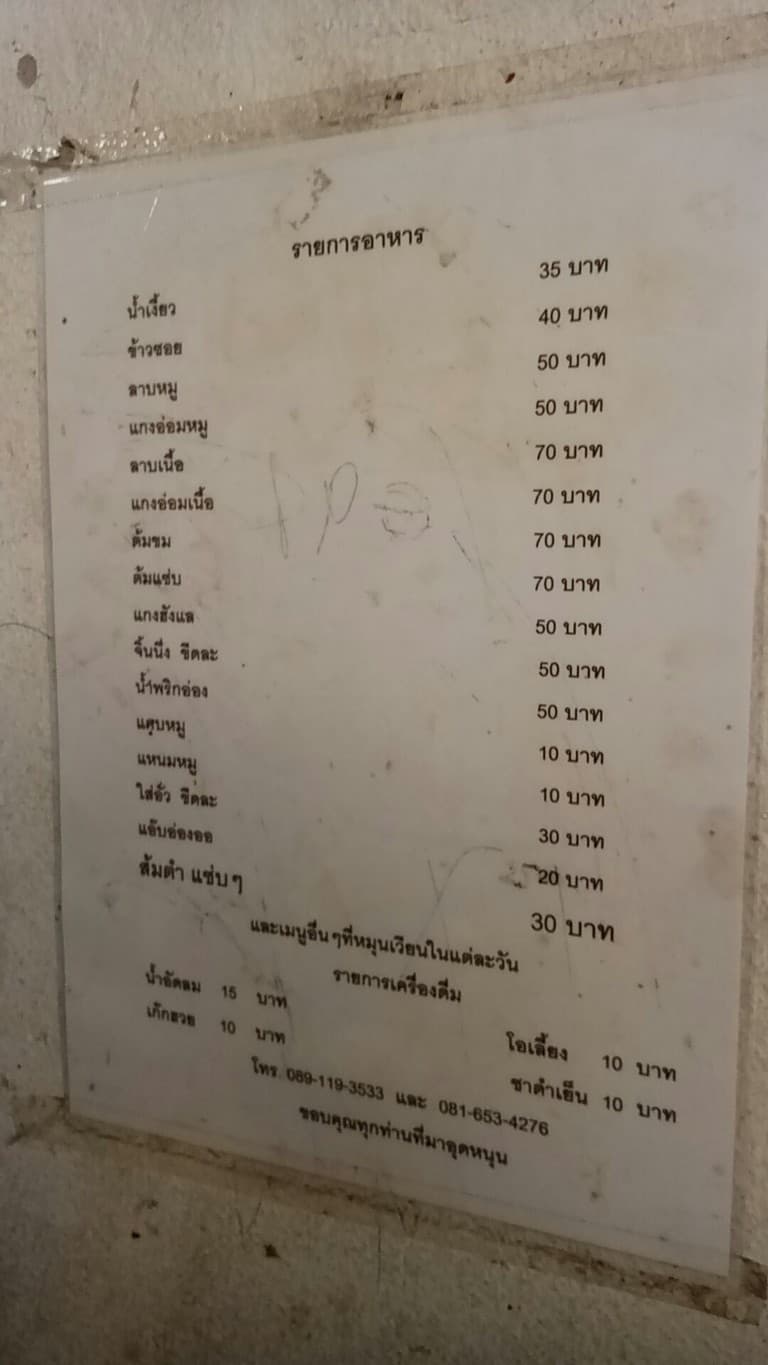 รายการอาหาร
น้ำเงี้ยว 35 บาท
ข้าวซอย 40 บาท
ลาบหมู 50 บาท
แกงอ่อมหมู 50 บาท
ลาบเนื้อ 70 บาท
แกงอ่อมเนื้อ 70 บาท
ต้มขม 70 บาท
ต้มแซ่บ 70 บาท
แกงฮังแล 50 บาท
จิ้นนึ่ง ขีดละ 50 บาท
น้ำพริกอ่อง 50 บาท
แคบหมู 10 บาท
แหนมหมู 10 บาท
ใส่อั่ว ขีดละ 30 บาท
แอ๊บอ่องออ 20 บาท
ส้มตำ แซ่บๆ 30 บาท
และเมนูอื่นๆที่หมุนเวียนในแต่ละวัน
รายการเครื่องดื่ม
น้ำอัดลม 15 บาท โอเลี้ยง 10 บาท
เก๊กฮวย 10 บาท ชาดำเย็น 10 บาท
โทร. 089-119-3533 และ 081-653-4276
ขอบคุณทุกท่านที่มาอุดหนุน